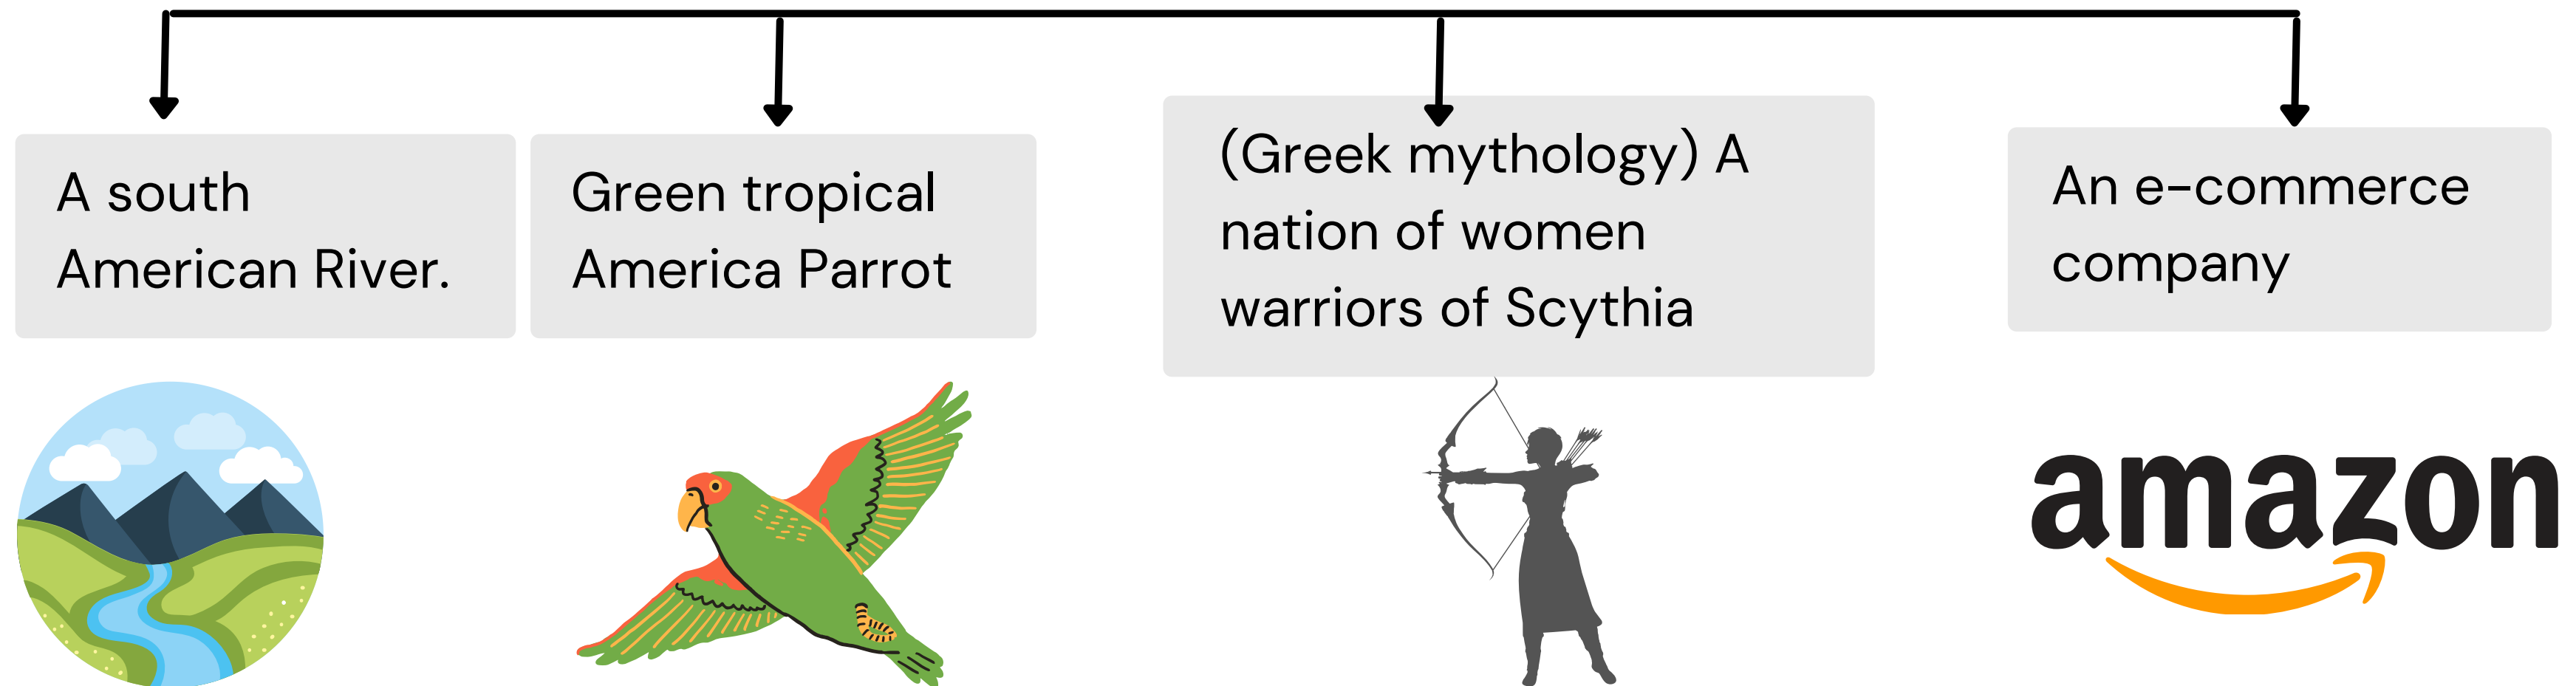 A south
American River.
Green tropical
America Parrot
(Greek mythology) A
nation of women
warriors of Scythia
An e-commerce
company
amazon